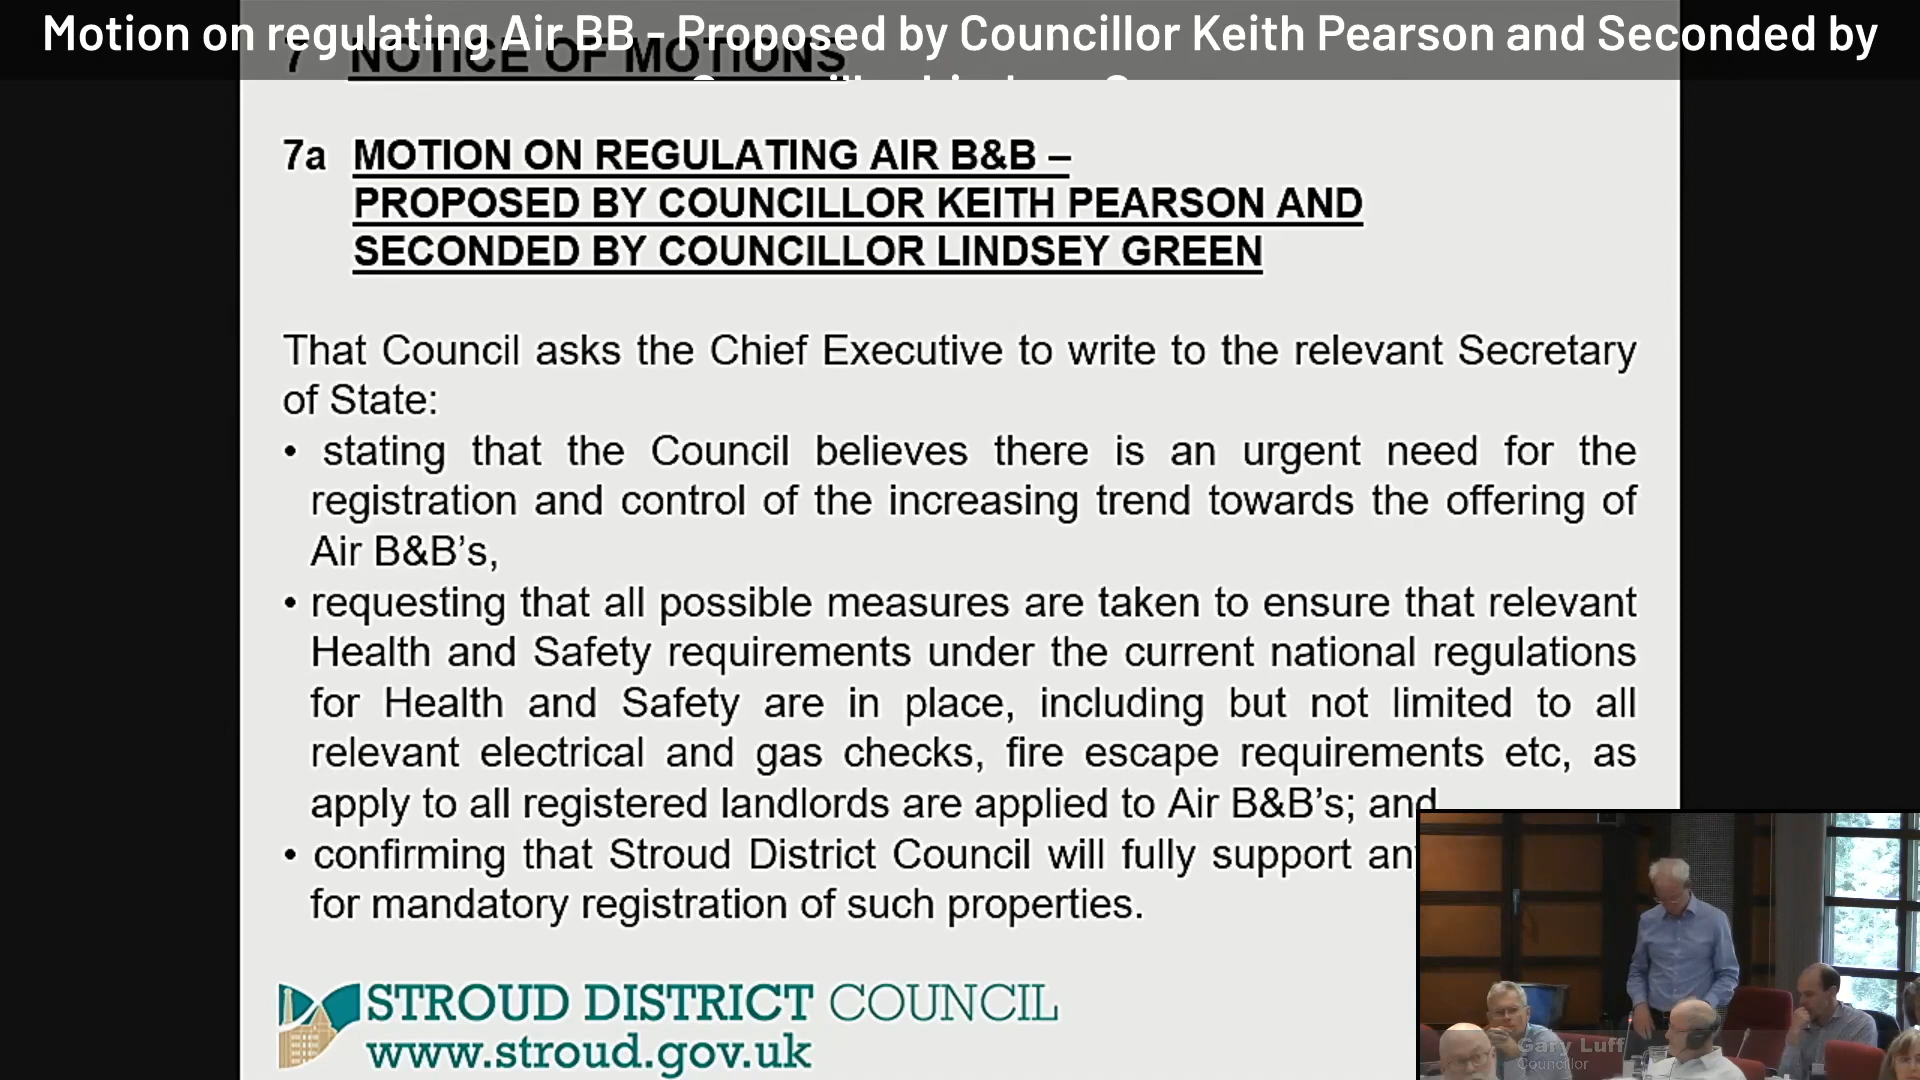 Motion on regulating Air BB - Proposed by Councillor Keith Pearson and Seconded by
7 NOTICE OF MOTIONS
7a MOTION ON REGULATING AIR B&B –
PROPOSED BY COUNCILLOR KEITH PEARSON AND
SECONDED BY COUNCILLOR LINDSEY GREEN
That Council asks the Chief Executive to write to the relevant Secretary
of State:
• stating that the Council believes there is an urgent need for the
registration and control of the increasing trend towards the offering of
Air B&B’s,
• requesting that all possible measures are taken to ensure that relevant
Health and Safety requirements under the current national regulations
for Health and Safety are in place, including but not limited to all
relevant electrical and gas checks, fire escape requirements etc, as
apply to all registered landlords are applied to Air B&B’s; and
• confirming that Stroud District Council will fully support
for mandatory registration of such properties.
STROUD DISTRICT COUNCIL
www.stroud.gov.uk
Gary Luff
Councillor